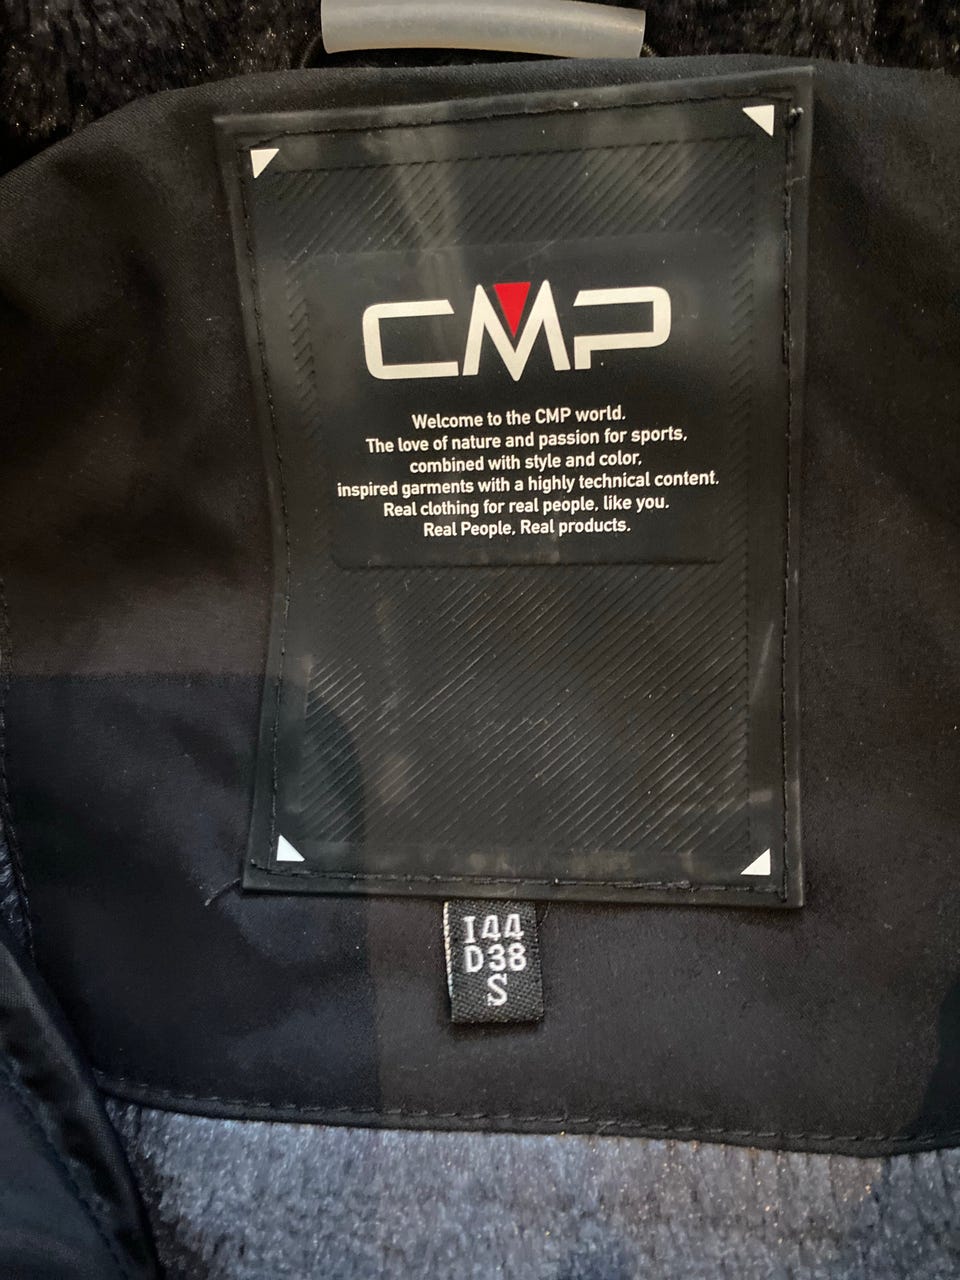 CMP
Welcome to the CMP world.
The love of nature and passion for sports,
combined with style and color,
inspired garments with a highly technical content.
Real clothing for real people, like you.
Real People, Real products.
I44
D38
S